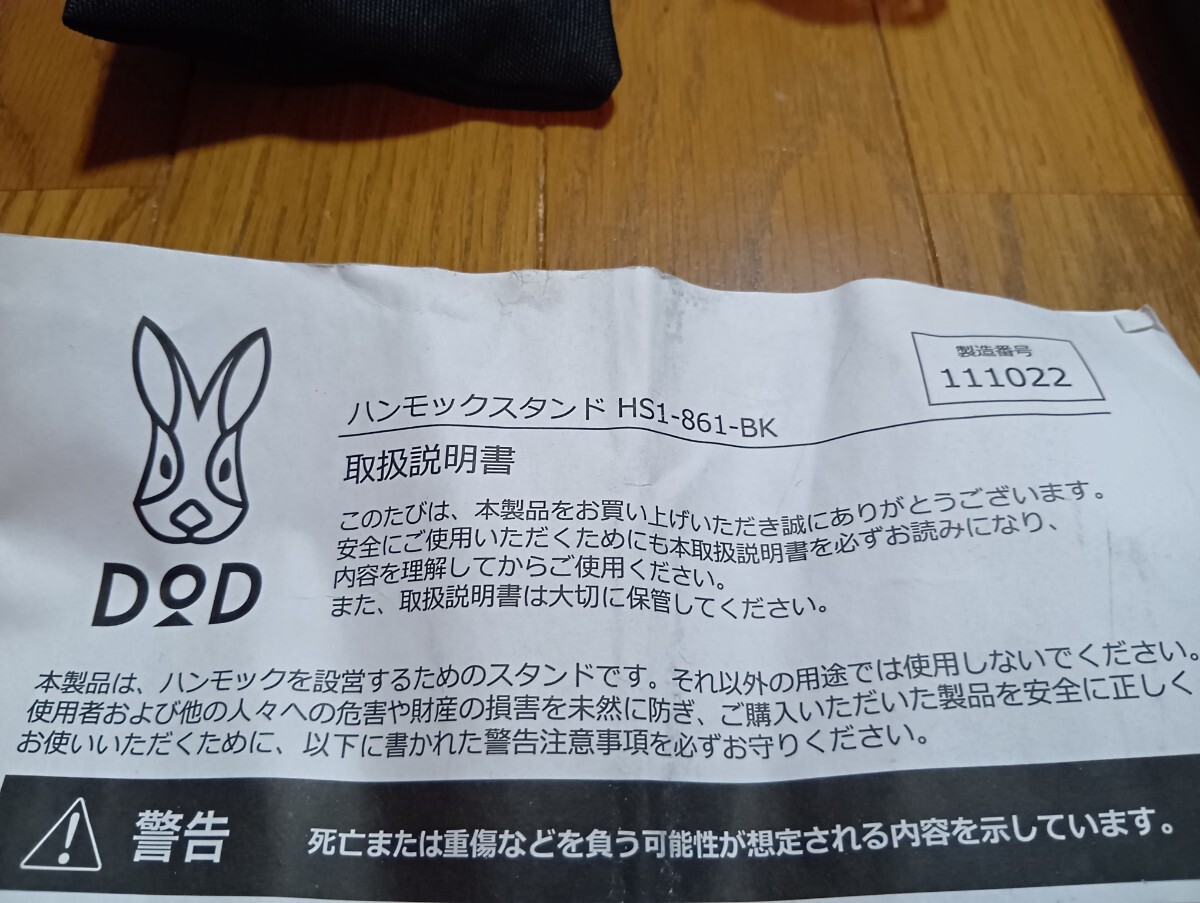 製造番号
111022
ハンモックスタンド HS1-861-BK
取扱説明書
DOD
このたびは、本製品をお買い上げいただき誠にありがとうございます。
安全にご使用いただくためにも本取扱説明書を必ずお読みになり、
内容を理解してからご使用ください。
また、取扱説明書は大切に保管してください。
本製品は、ハンモックを設営するためのスタンドです。それ以外の用途では使用しないでください。
使用者および他の人々への危害や財産の損害を未然に防ぎ、ご購入いただいた製品を安全に正しく
お使いいただくために、以下に書かれた警告注意事項を必ずお守りください。
警告 死亡または重傷などを負う可能性が想定される内容を示しています。